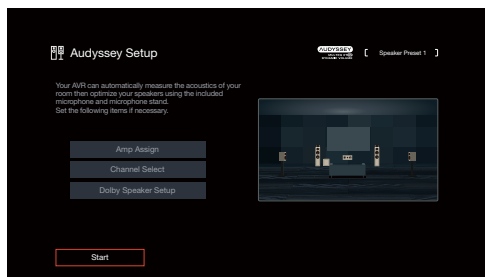 Audyssey Setup
AUDYSSEY
[ Speaker Preset 1 ]
Your AVR can automatically measure the acoustics of your
room then optimize your speakers using the included
microphone and microphone stand.
Set the following items if necessary.
Amp Assign
Channel Select
Dolby Speaker Setup
Start